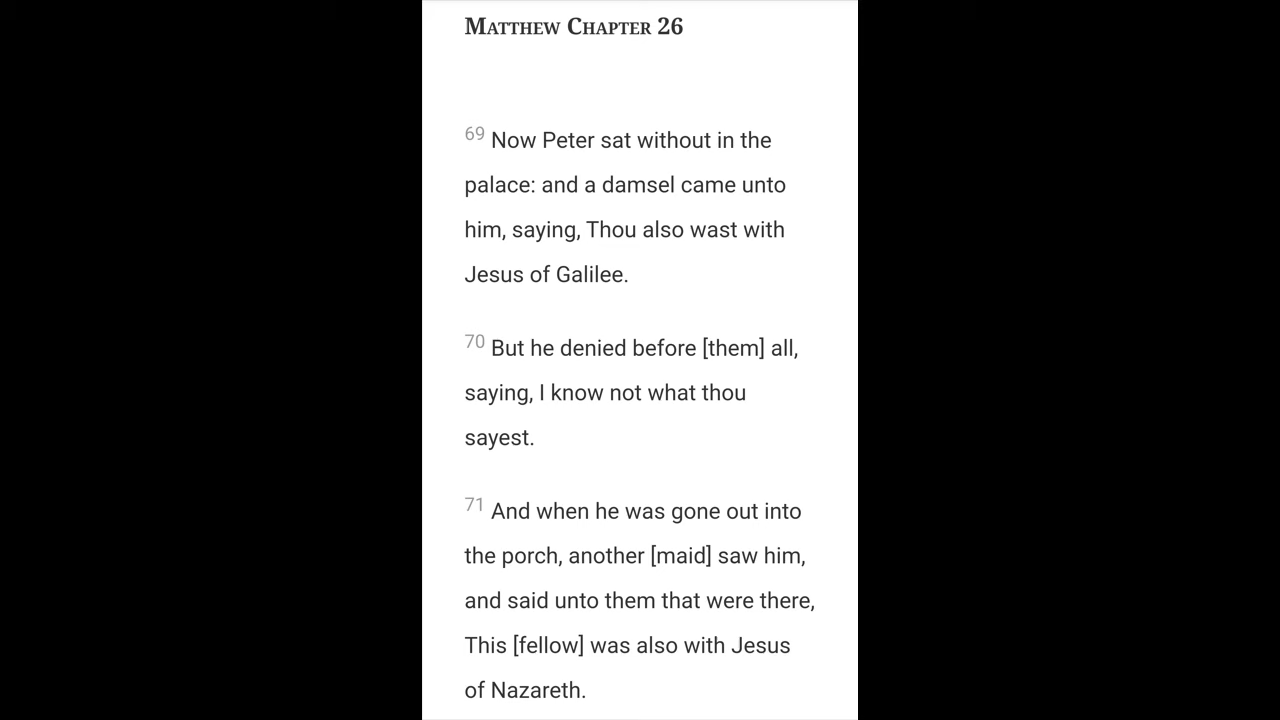 Matthew Chapter 26
69 Now Peter sat without in the
palace: and a damsel came unto
him, saying, Thou also wast with
Jesus of Galilee.
70 But he denied before [them] all,
saying, I know not what thou
sayest.
71 And when he was gone out into
the porch, another [maid] saw him,
and said unto them that were there,
This [fellow] was also with Jesus
of Nazareth.